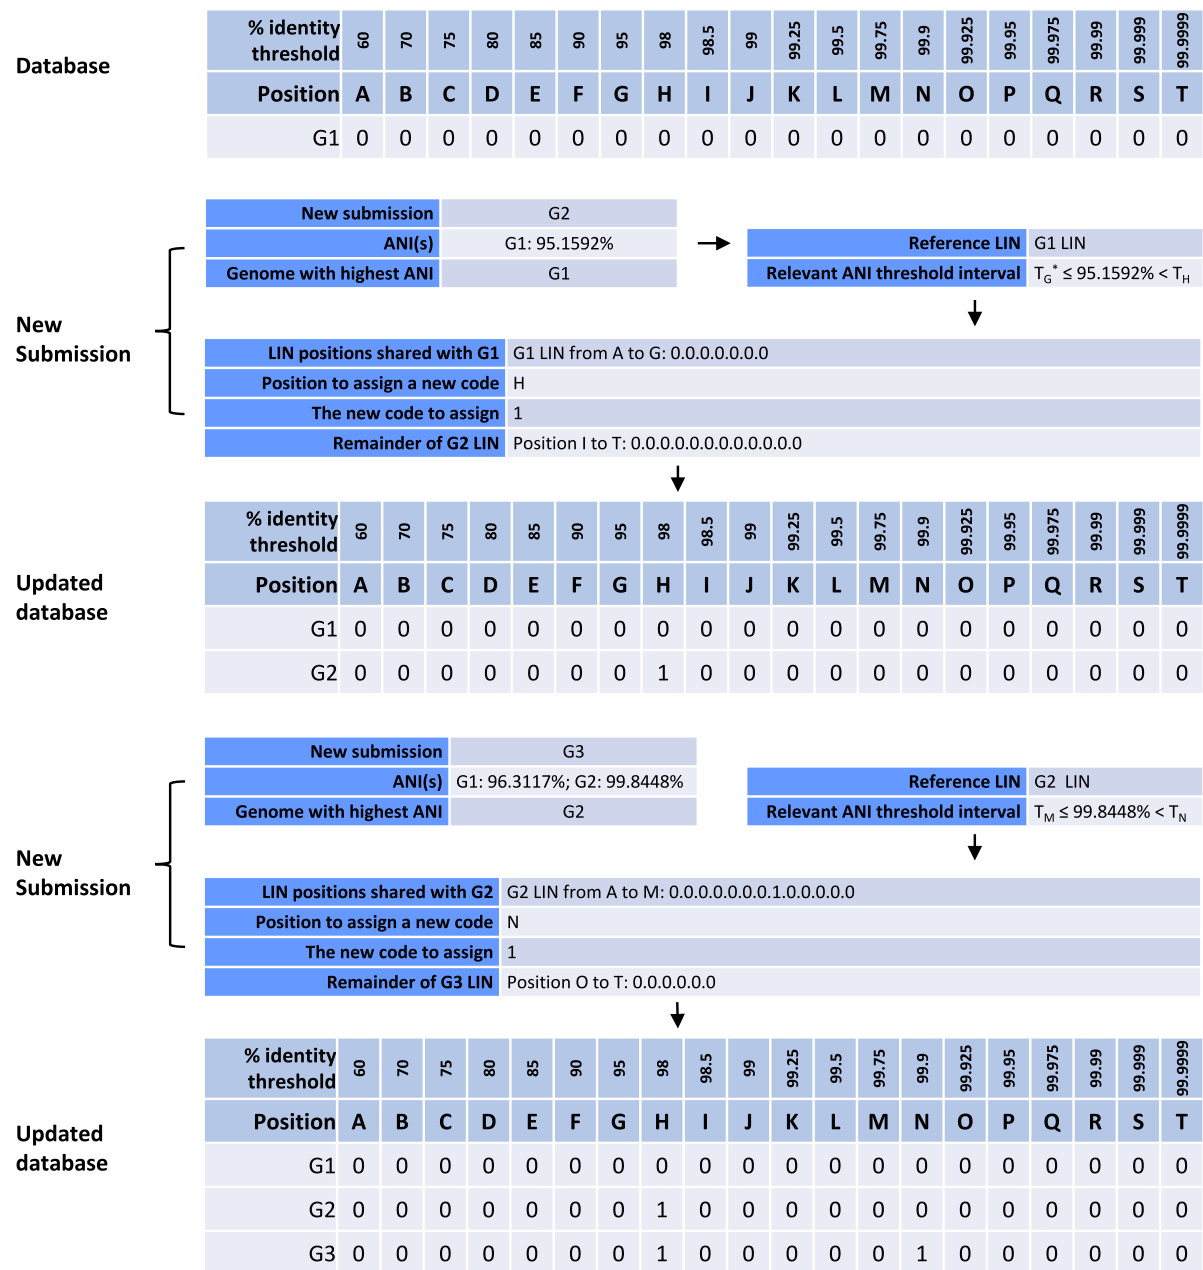 Database
% identity threshold 60 70 75 80 85 90 95 98 98.5 99 99.25 99.5 99.75 99.9 99.925 99.95 99.975 99.99 99.999 99.9999
Position A B C D E F G H I J K L M N O P Q R S T
G1 0 0 0 0 0 0 0 0 0 0 0 0 0 0 0 0 0 0 0 0
New Submission
New submission G2
ANI(s) G1: 95.1592%
Genome with highest ANI G1
Reference LIN G1 LIN
Relevant ANI threshold interval T_G* ≤ 95.1592% < T_H
LIN positions shared with G1 G1 LIN from A to G: 0.0.0.0.0.0.0
Position to assign a new code H
The new code to assign 1
Remainder of G2 LIN Position I to T: 0.0.0.0.0.0.0.0.0.0.0.0
Updated database
% identity threshold 60 70 75 80 85 90 95 98 98.5 99 99.25 99.5 99.75 99.9 99.925 99.95 99.975 99.99 99.999 99.9999
Position A B C D E F G H I J K L M N O P Q R S T
G1 0 0 0 0 0 0 0 0 0 0 0 0 0 0 0 0 0 0 0 0
G2 0 0 0 0 0 0 0 1 0 0 0 0 0 0 0 0 0 0 0 0
New Submission
New submission G3
ANI(s) G1: 96.3117%; G2: 99.8448%
Genome with highest ANI G2
Reference LIN G2 LIN
Relevant ANI threshold interval T_M ≤ 99.8448% < T_N
LIN positions shared with G2 G2 LIN from A to M: 0.0.0.0.0.0.0.1.0.0.0.0.0
Position to assign a new code N
The new code to assign 1
Remainder of G3 LIN Position O to T: 0.0.0.0.0.0
Updated database
% identity threshold 60 70 75 80 85 90 95 98 98.5 99 99.25 99.5 99.75 99.9 99.925 99.95 99.975 99.99 99.999 99.9999
Position A B C D E F G H I J K L M N O P Q R S T
G1 0 0 0 0 0 0 0 0 0 0 0 0 0 0 0 0 0 0 0 0
G2 0 0 0 0 0 0 0 1 0 0 0 0 0 0 0 0 0 0 0 0
G3 0 0 0 0 0 0 0 1 0 0 0 0 0 1 0 0 0 0 0 0